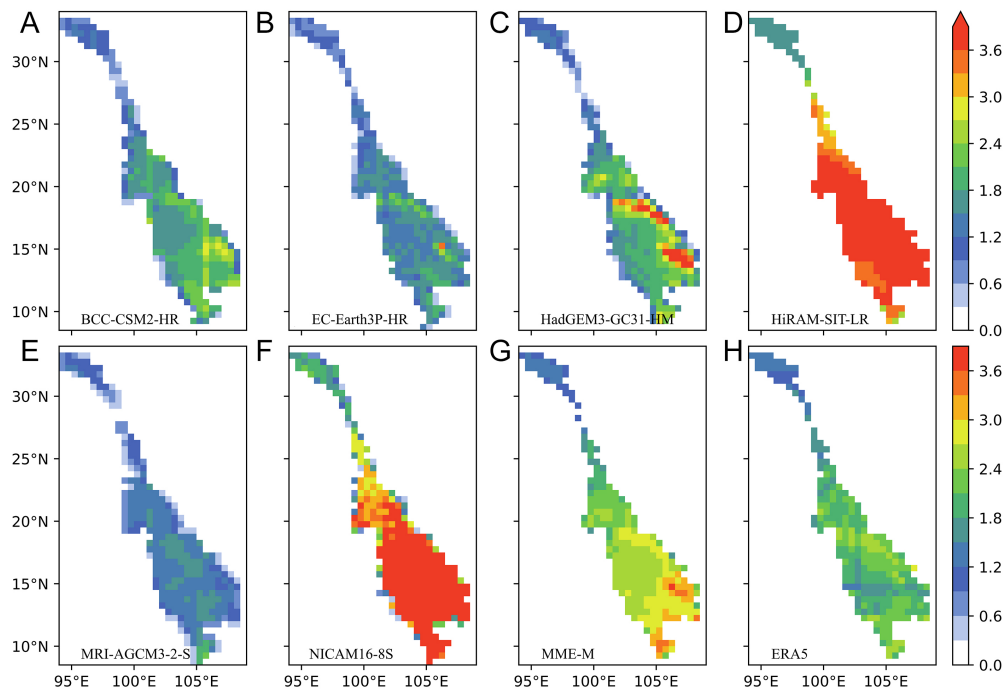 A
B
C
D
30°N
25°N
20°N
15°N
10°N
BCC-CSM2-HR
EC-Earth3P-HR
HadGEM3-GC31-HM
HiRAM-SIT-LR
3.6
3.0
2.4
1.8
1.2
0.6
0.0
E
F
G
H
30°N
25°N
20°N
15°N
10°N
MRI-AGCM3-2-S
NICAM16-8S
MME-M
ERA5
3.6
3.0
2.4
1.8
1.2
0.6
0.0
95°E 100°E 105°E 95°E 100°E 105°E 95°E 100°E 105°E 95°E 100°E 105°E